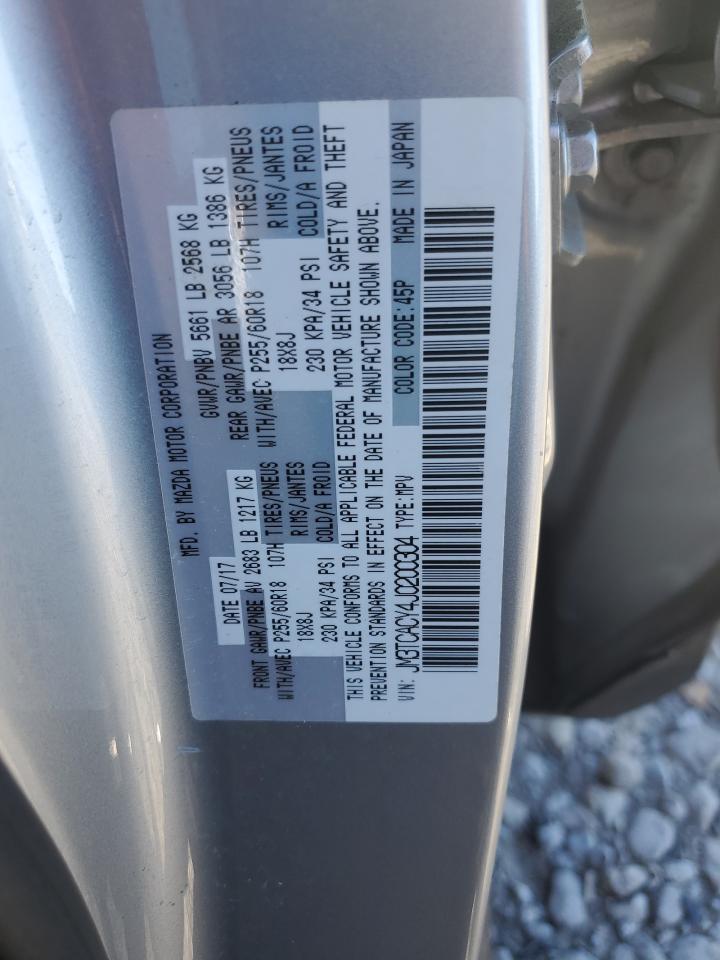 MFD. BY MAZDA MOTOR CORPORATION
DATE 07/17
GVWR/PNBV 5661 LB 2568 KG
FRONT GAWR/PNBE AV 2683 LB 1217 KG
REAR GAWR/PNBE AR 3056 LB 1386 KG
WITH/AVEC P255/60R18 107H TIRES/PNEUS
WITH/AVEC P255/60R18 107H TIRES/PNEUS
18X8J RIMS/JANTES
18X8J RIMS/JANTES
230 KPA/34 PSI COLD/A FROID
230 KPA/34 PSI COLD/A FROID
THIS VEHICLE CONFORMS TO ALL APPLICABLE FEDERAL MOTOR VEHICLE SAFETY AND THEFT
PREVENTION STANDARDS IN EFFECT ON THE DATE OF MANUFACTURE SHOWN ABOVE.
VIN: JM3TCACY4J0200304 TYPE:MPV COLOR CODE:45P MADE IN JAPAN